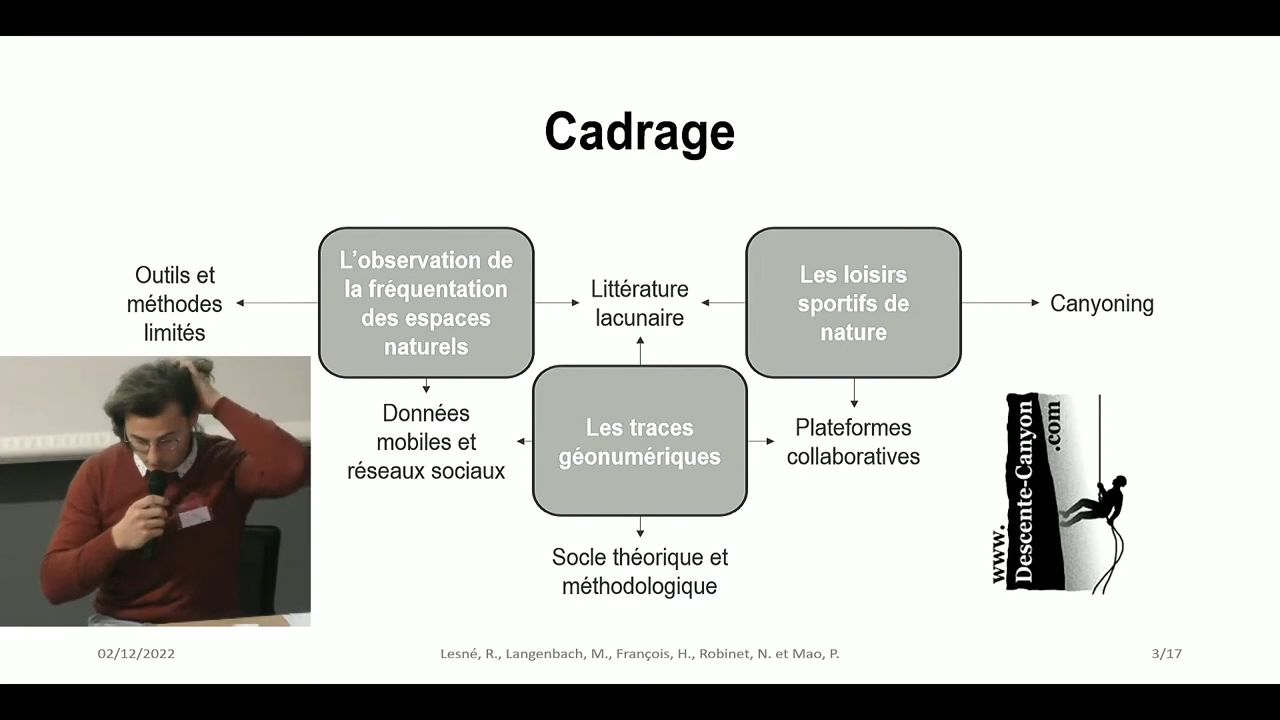 Cadrage
Outils et
méthodes
limités
L'observation de
la fréquentation
des espaces
naturels
Littérature
lacunaire
Les loisirs
sportifs de
nature
Canyoning
Données
mobiles et
réseaux sociaux
Les traces
géonumériques
Plateformes
collaboratives
Socle théorique et
méthodologique
www.
Descente-Canyon
.com
02/12/2022
Lesné, R., Langenbach, M., François, H., Robinet, N. et Mao, P.
3/17